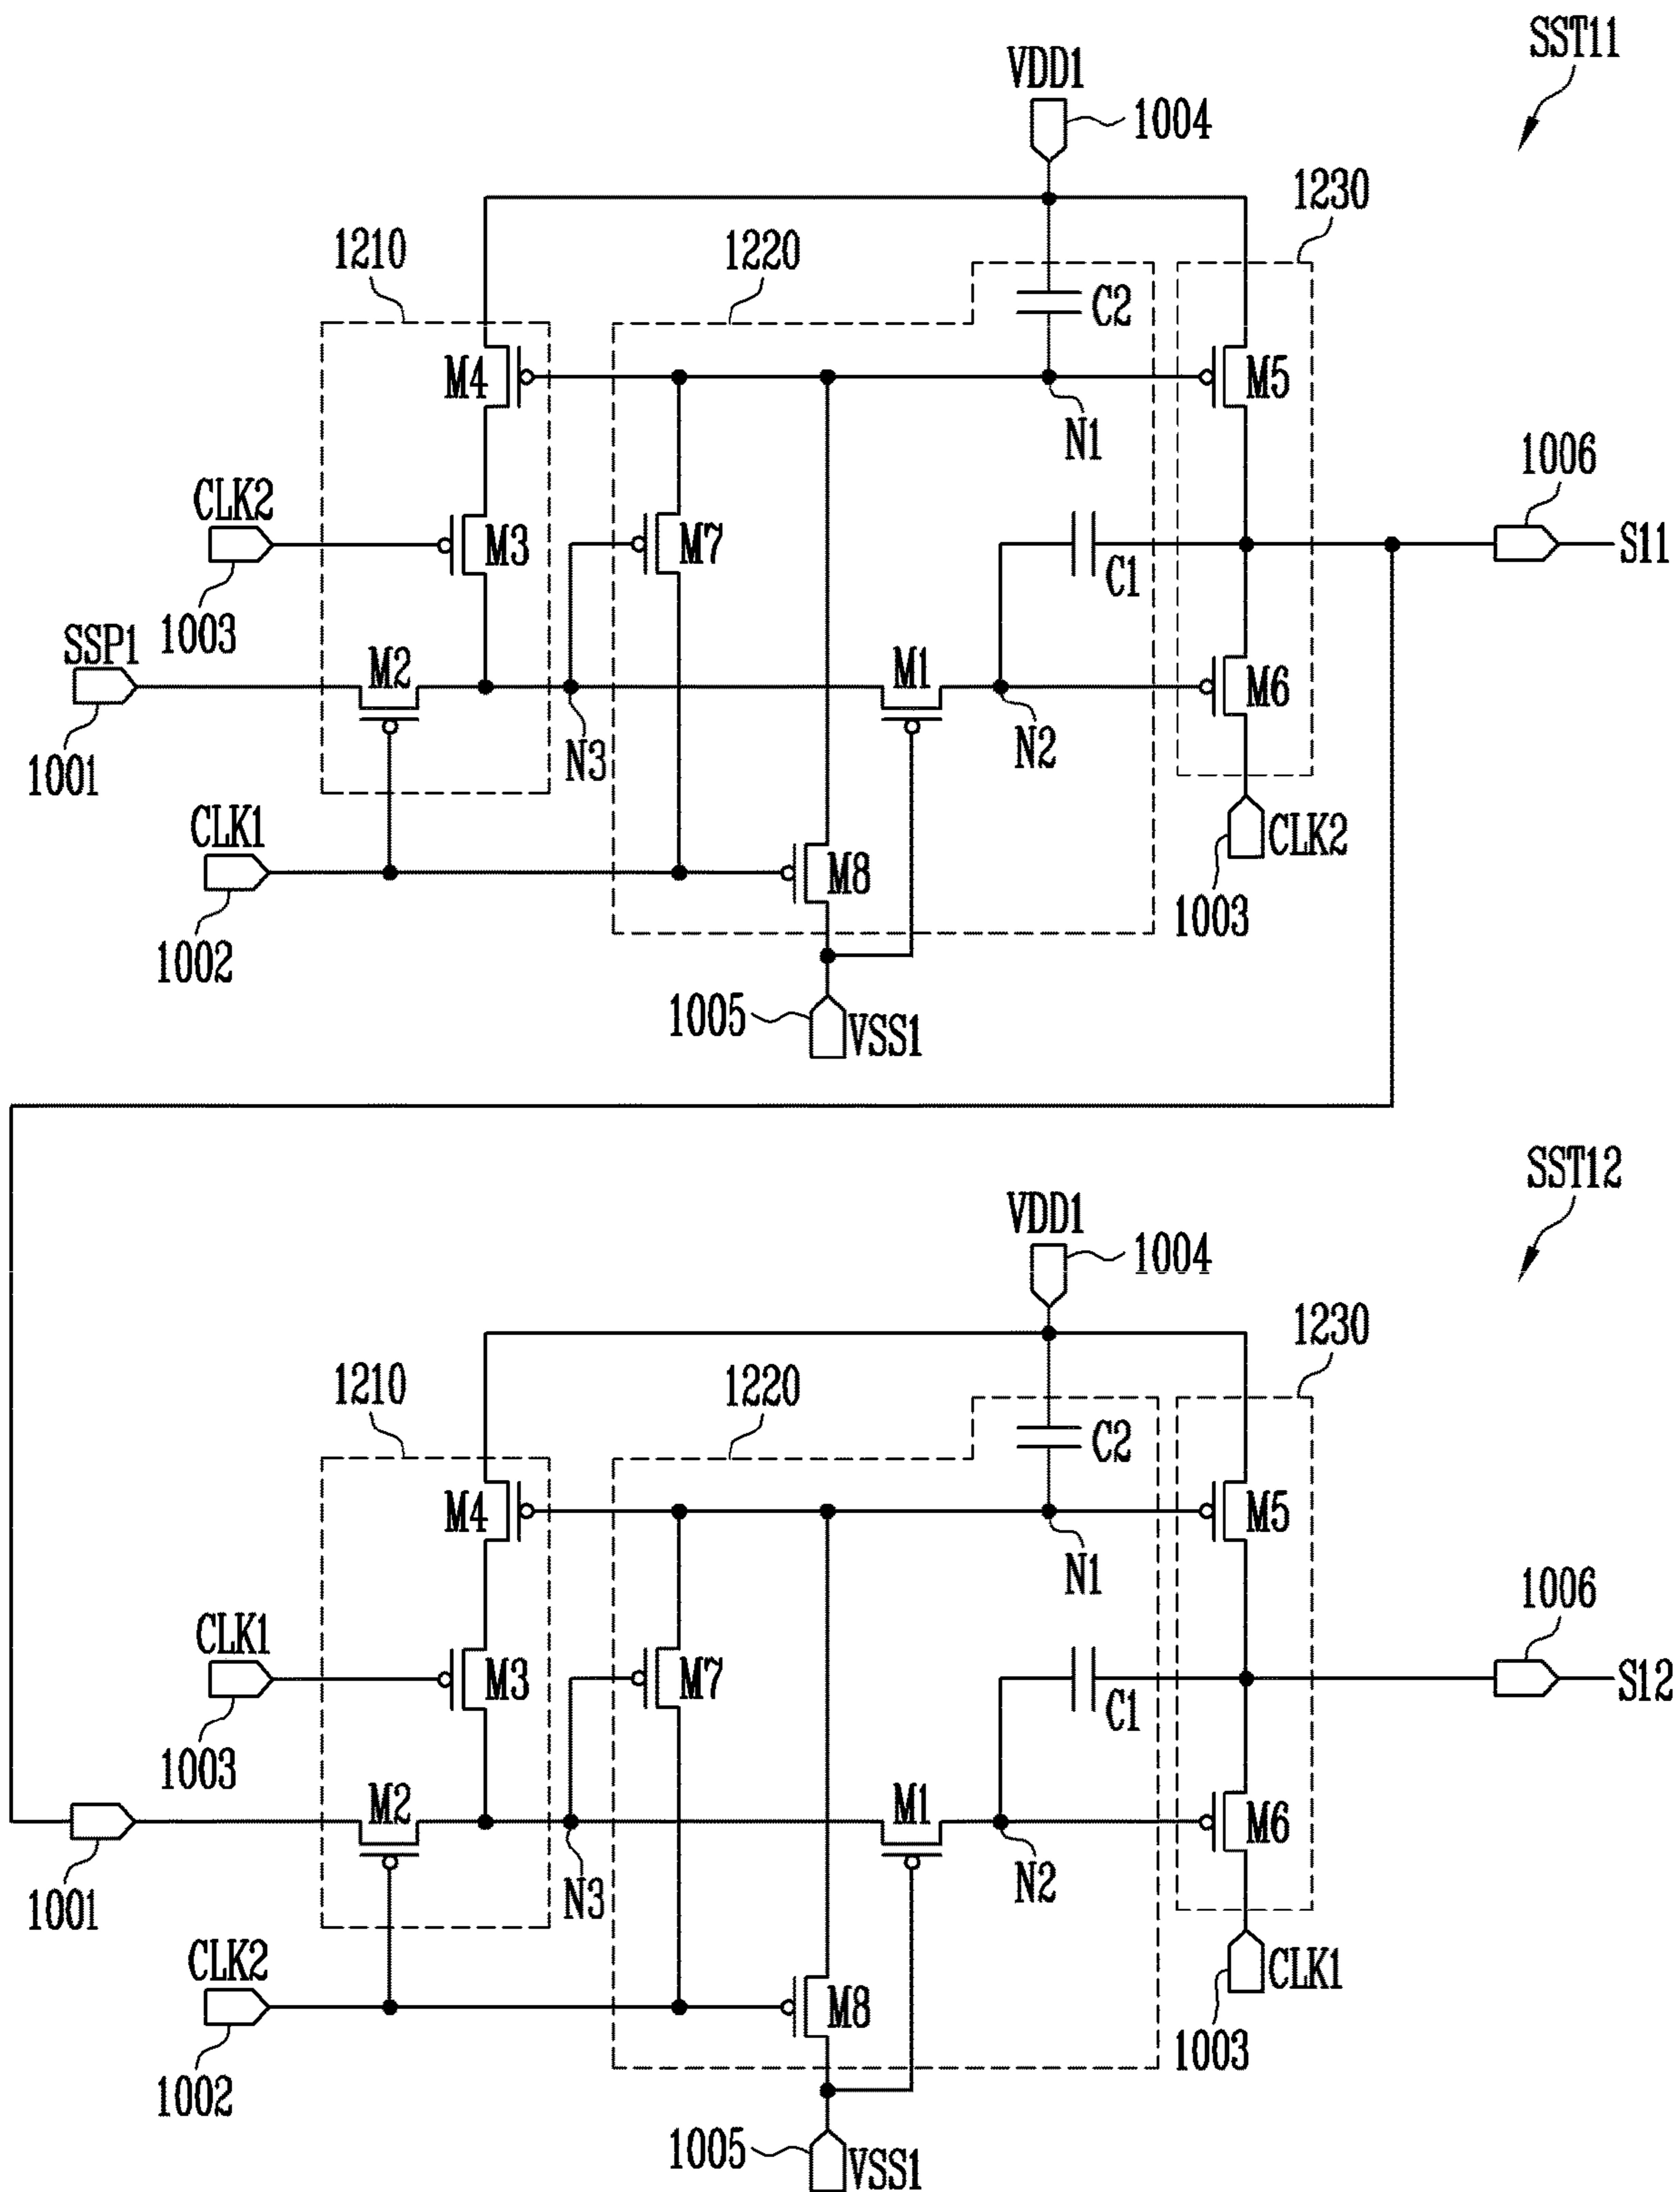 SST11
VDD1
1004
1230
1210
1220
C2
M4
M5
N1
CLK2
1006
M3
M7
C1
S11
1003
SSP1
M2
M1
M6
1001
N3
N2
CLK1
M8
CLK2
1002
1003
1005
VSS1
SST12
VDD1
1004
1230
1210
1220
C2
M4
M5
N1
CLK1
1006
M3
M7
C1
S12
1003
M2
M1
M6
1001
N3
N2
CLK2
M8
CLK1
1002
1003
1005
VSS1